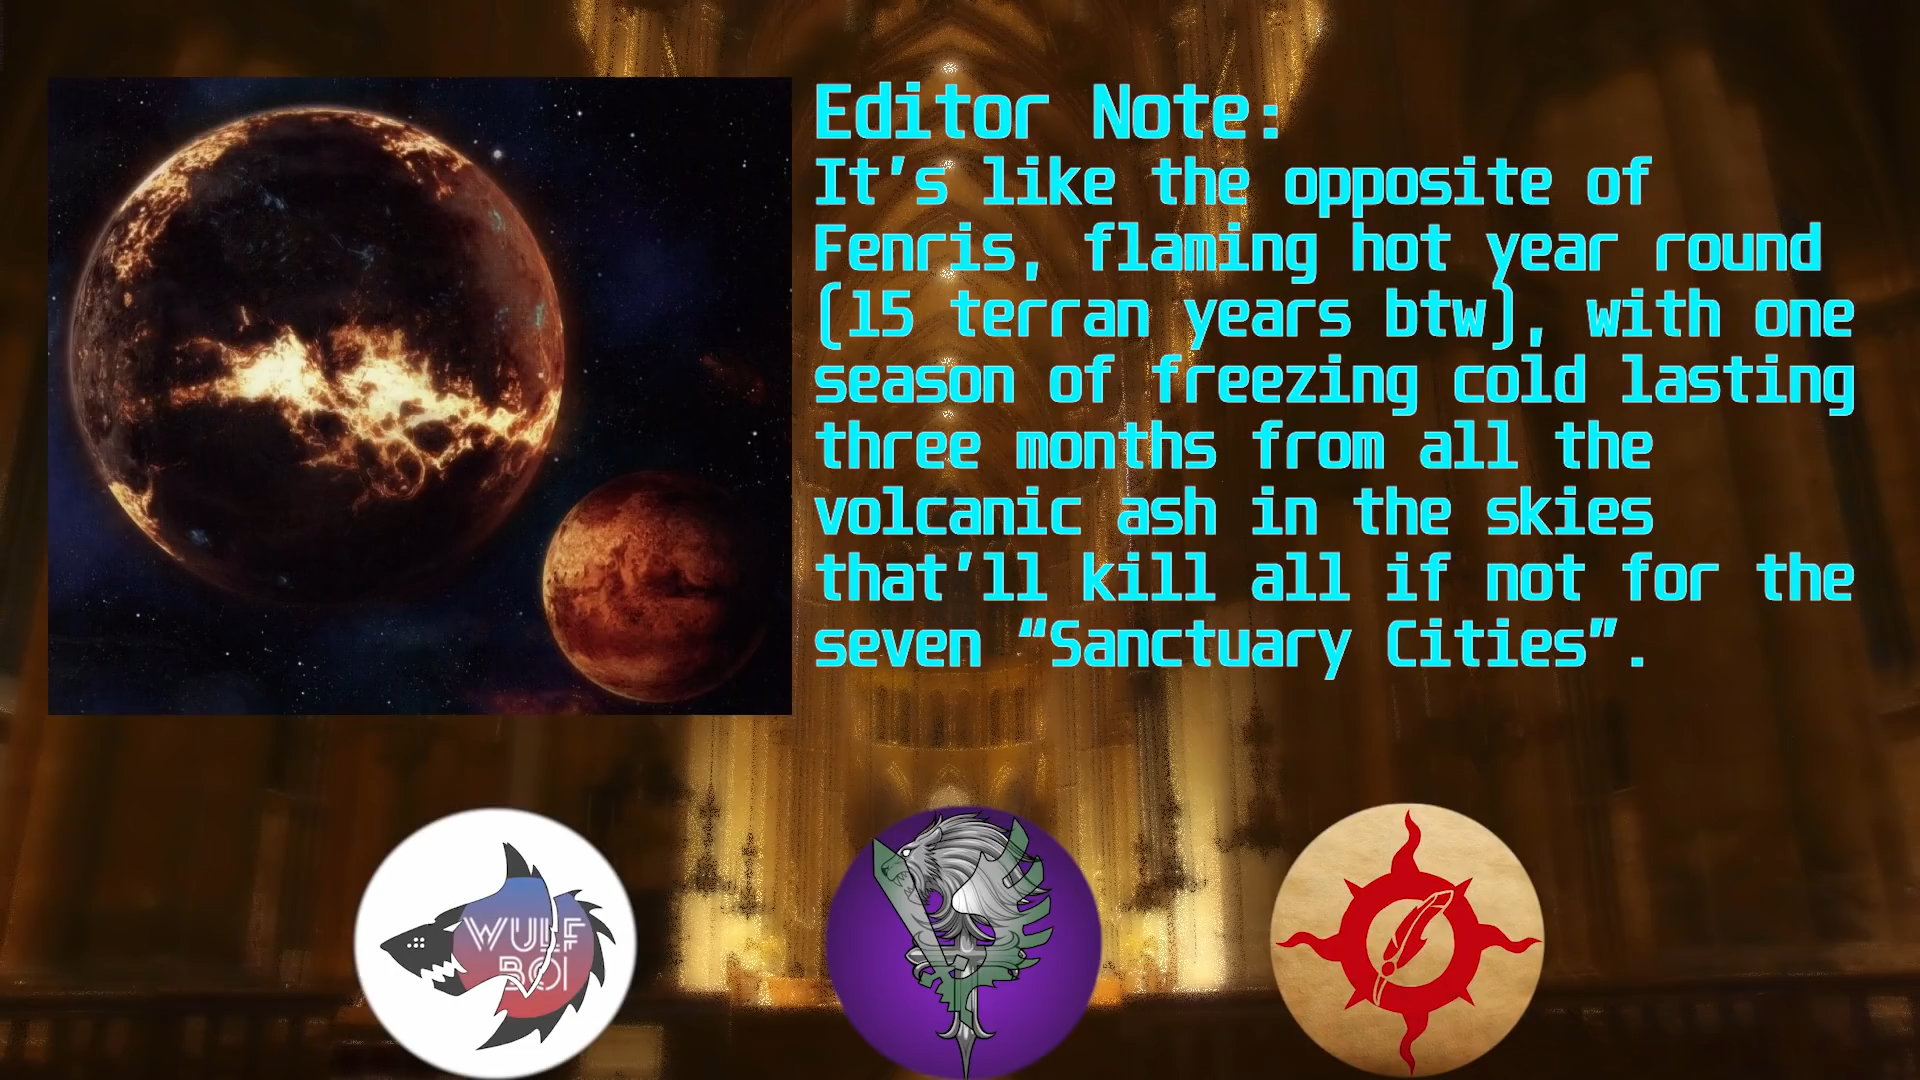 Editor Note:
It’s like the opposite of
Fenris, flaming hot year round
(15 terran years btw), with one
season of freezing cold lasting
three months from all the
volcanic ash in the skies
that’ll kill all if not for the
seven “Sanctuary Cities”.
WULF
BOI